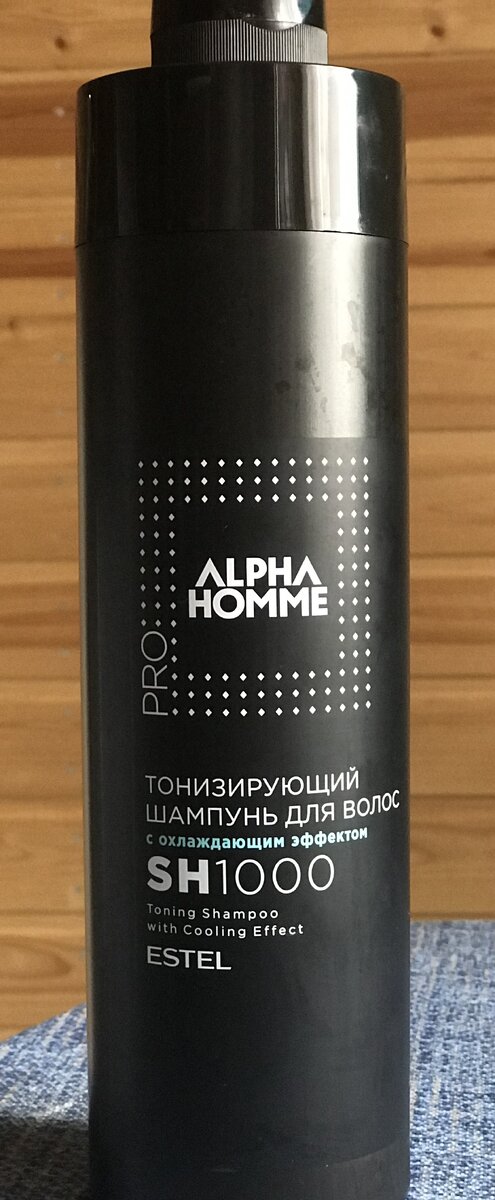 ALPHA
HOMME
PRO
ТОНИЗИРУЮЩИЙ
ШАМПУНЬ ДЛЯ ВОЛОС
с охлаждающим эффектом
SH1000
Toning Shampoo
with Cooling Effect
ESTEL